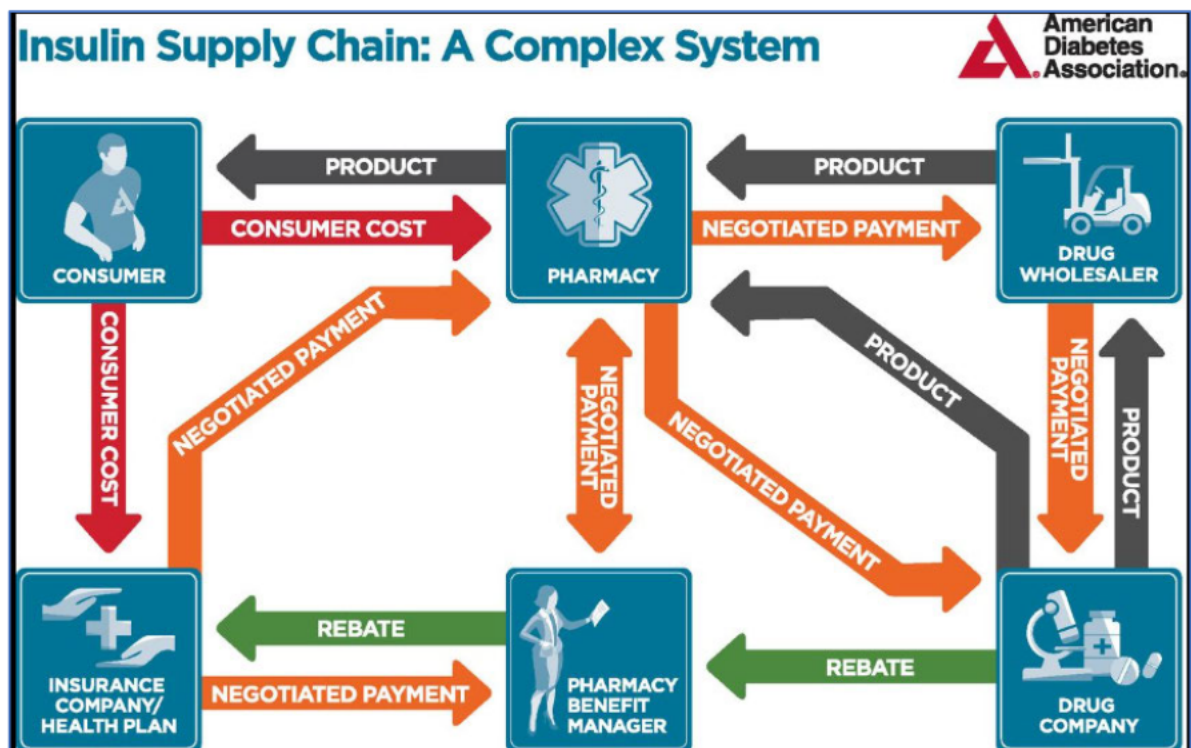 Insulin Supply Chain: A Complex System
American
Diabetes
Association®
PRODUCT
PRODUCT
CONSUMER COST
NEGOTIATED PAYMENT
CONSUMER
PHARMACY
DRUG
WHOLESALER
CONSUMER COST
NEGOTIATED PAYMENT
NEGOTIATED
PAYMENT
NEGOTIATED PAYMENT
PRODUCT
NEGOTIATED
PAYMENT
PRODUCT
REBATE
REBATE
NEGOTIATED PAYMENT
INSURANCE
COMPANY/
HEALTH PLAN
PHARMACY
BENEFIT
MANAGER
DRUG
COMPANY